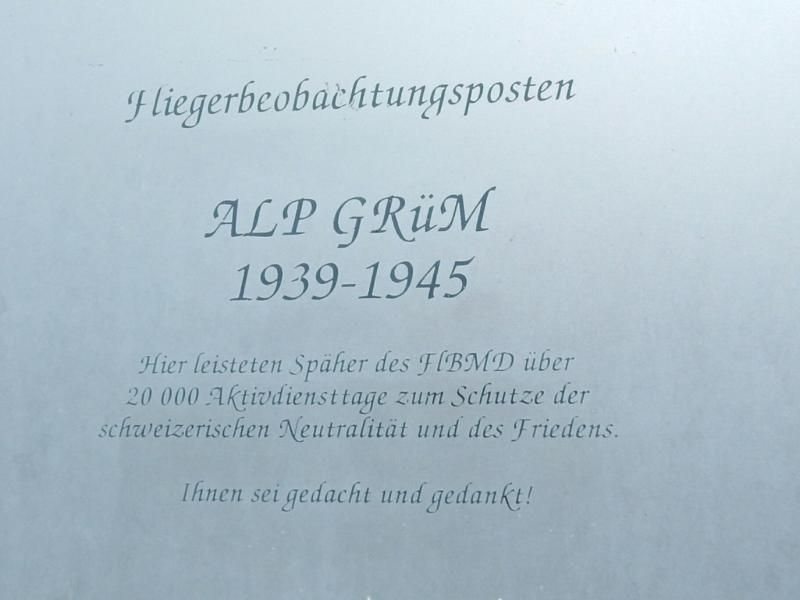 Fliegerbeobachtungsposten
ALP GRüM
1939-1945
Hier leisteten Späher des FlBMD über
20 000 Aktivdiensttage zum Schutze der
schweizerischen Neutralität und des Friedens.
Ihnen sei gedacht und gedankt!